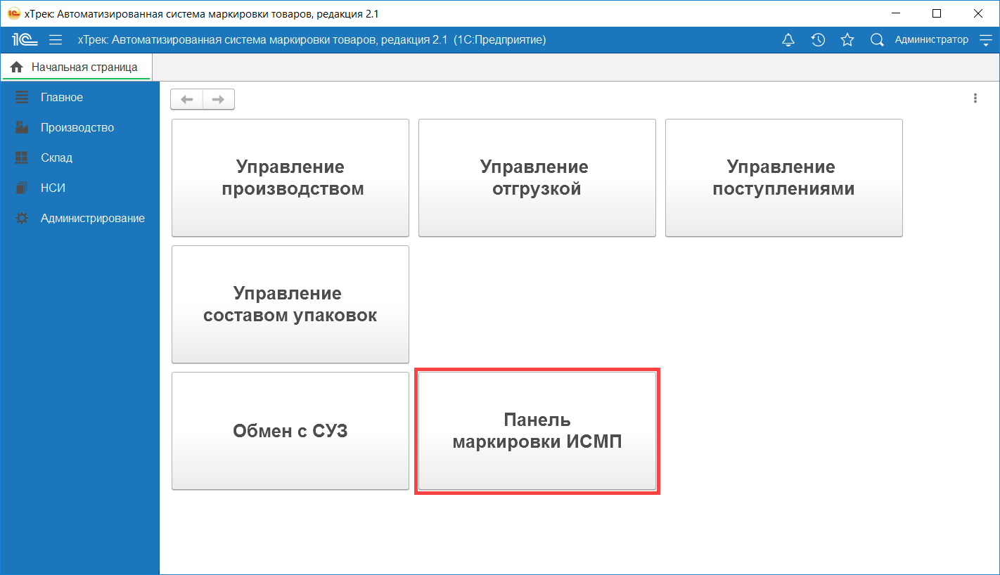 хТрек: Автоматизированная система маркировки товаров, редакция 2.1
1С хТрек: Автоматизированная система маркировки товаров, редакция 2.1 (1С:Предприятие) Администратор
Начальная страница
Главное
Производство
Склад
НСИ
Администрирование
Управление
производством
Управление
отгрузкой
Управление
поступлениями
Управление
составом упаковок
Обмен с СУЗ
Панель
маркировки ИСМП